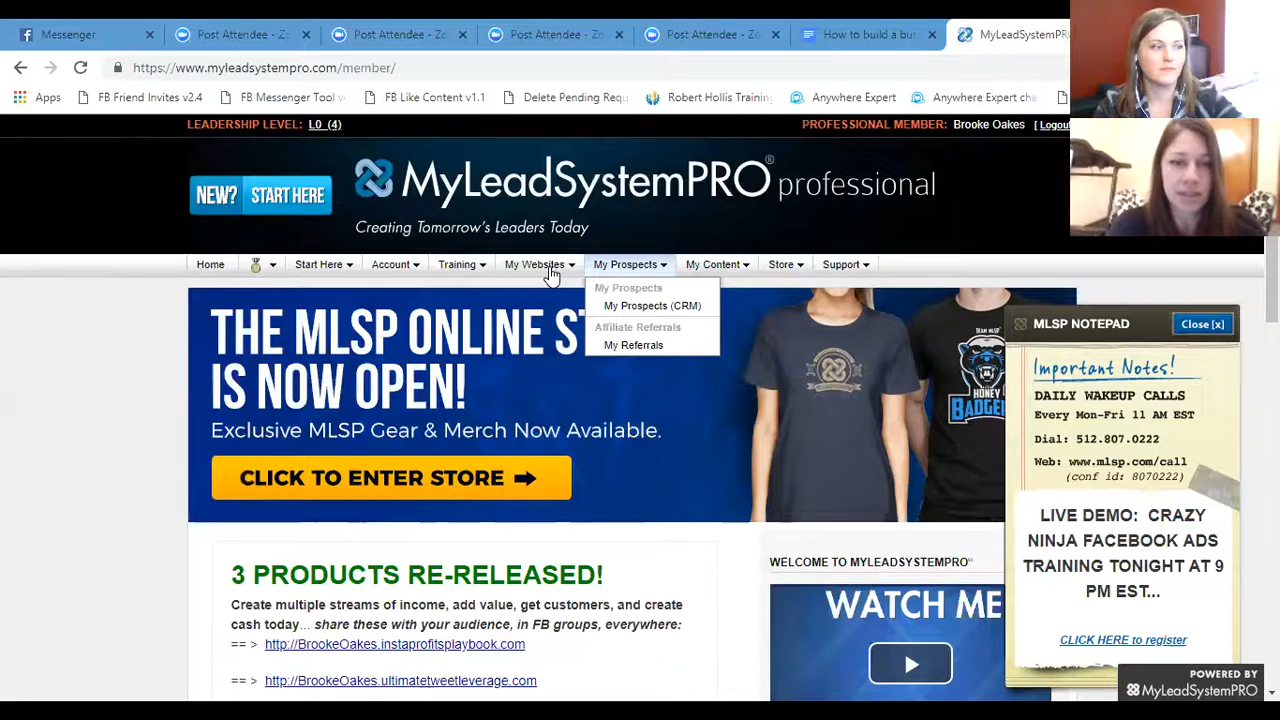 Messenger
Post Attendee - Zo
Post Attendee - Zo
Post Attendee - Zo
Post Attendee - Zo
How to build a bus
MyLeadSystemPRO
https://www.myleadsystempro.com/member/
Apps
FB Friend Invites v2.4
FB Messenger Tool v
FB Like Content v1.1
Delete Pending Requ
Robert Hollis Training
Anywhere Expert
Anywhere Expert cha
LEADERSHIP LEVEL: L0 (4)
PROFESSIONAL MEMBER: Brooke Oakes [ Logout
NEW? START HERE
MyLeadSystemPRO® professional
Creating Tomorrow's Leaders Today
Home
Start Here
Account
Training
My Websites
My Prospects
My Content
Store
Support
My Prospects
My Prospects (CRM)
Affiliate Referrals
My Referrals
THE MLSP ONLINE ST
IS NOW OPEN!
Exclusive MLSP Gear & Merch Now Available.
CLICK TO ENTER STORE
TEAM MLSP
HONEY
BADGER
MLSP NOTEPAD
Close [x]
Important Notes!
DAILY WAKEUP CALLS
Every Mon-Fri 11 AM EST
Dial: 512.807.0222
Web: www.mlsp.com/call
(conf id: 8070222)
LIVE DEMO: CRAZY
NINJA FACEBOOK ADS
TRAINING TONIGHT AT 9
PM EST...
CLICK HERE to register
3 PRODUCTS RE-RELEASED!
Create multiple streams of income, add value, get customers, and create
cash today... share these with your audience, in FB groups, everywhere:
== > http://BrookeOakes.instaprofitsplaybook.com
== > http://BrookeOakes.ultimatetweetleverage.com
WELCOME TO MYLEADSYSTEMPRO
WATCH ME
POWERED BY
MyLeadSystemPRO